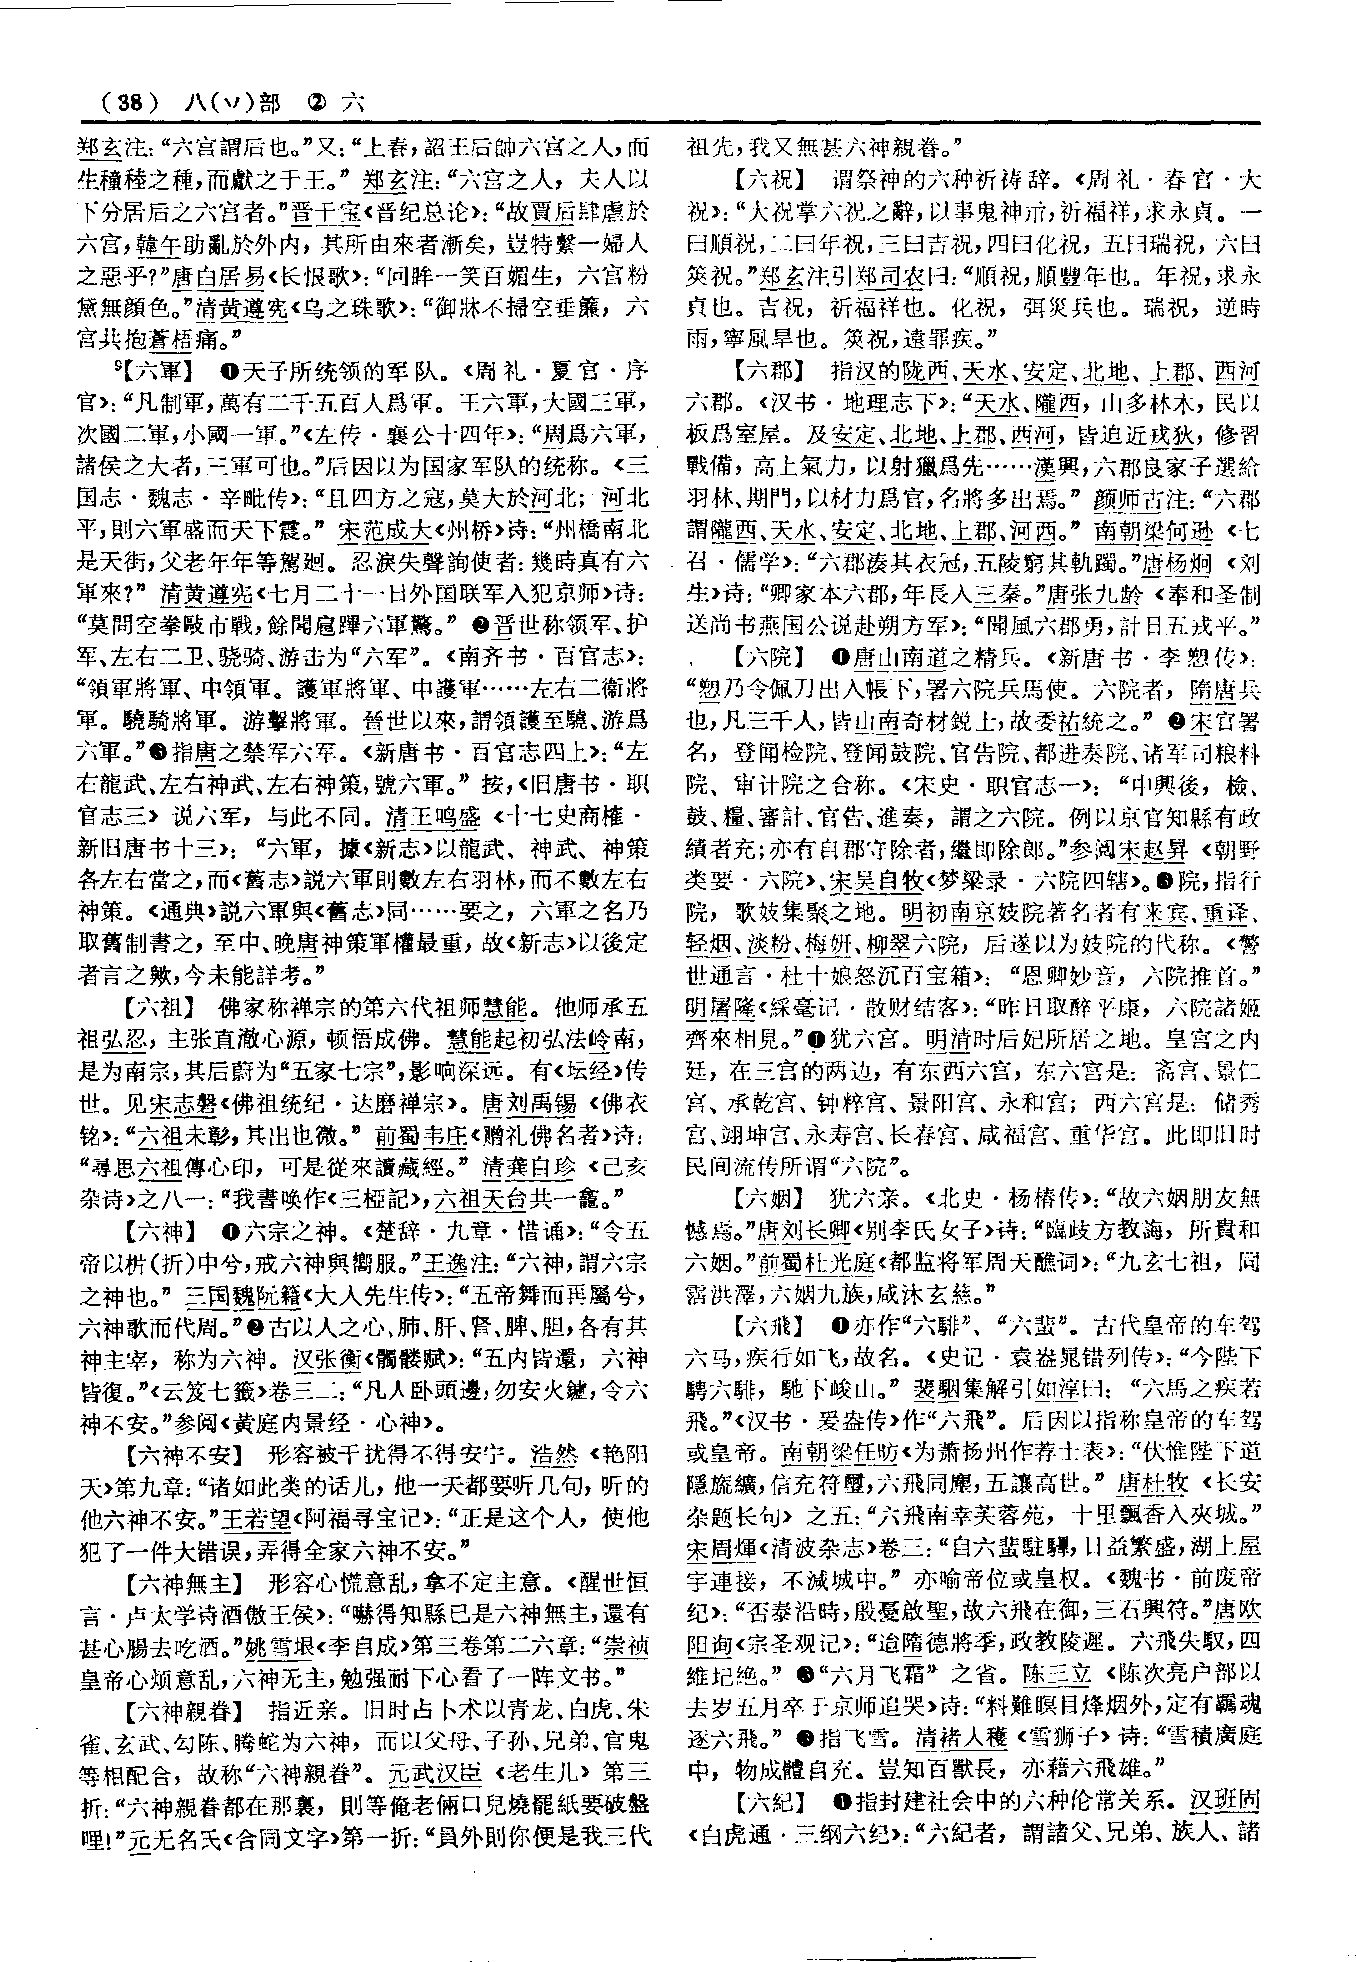 (38) 八(丷)部 ② 六
郑玄注:“六宫謂后也。”又:“上春,詔王后帥六宫之人,而
生穜稑之種,而獻之于王。” 郑玄注:“六宫之人, 夫人以
下分居后之六宫者。”晋干宝<晋纪总论>:“故賈后肆虐於
六宫,韓午助亂於外内, 其所由來者漸矣, 豈特繫一婦人
之惡乎?”唐白居易<长恨歌>:“回眸一笑百媚生, 六宫粉
黛無顔色。”清黄遵宪<乌之珠歌>:“御牀不掃空垂簾, 六
宫共抱蒼梧痛。”
9【六軍】 ❶天子所统领的军队。<周礼·夏官·序
官>:“凡制軍,萬有二千五百人爲軍。王六軍,大國三軍,
次國二軍,小國一軍。”<左传·襄公十四年>:“周爲六軍,
諸侯之大者,三軍可也。”后因以为国家军队的统称。<三
国志·魏志·辛毗传>:“且四方之寇,莫大於河北; 河北
平,則六軍盛而天下震。” 宋范成大<州桥>诗:“州橋南北
是天街,父老年年等駕廻。忍淚失聲詢使者:幾時真有六
軍來?” 清黄遵宪<七月二十一日外国联军入犯京师>诗:
“莫問空拳敺市戰,餘聞扈蹕六軍驚。” ❷晋世称领军、护
军、左右二卫、骁骑、游击为“六军”。<南齐书·百官志>:
“領軍將軍、中領軍。護軍將軍、中護軍……左右二衞將
軍。驍騎將軍。游擊將軍。晉世以來,謂領護至驍、游爲
六軍。”❸指唐之禁军六军。<新唐书·百官志四上>:“左
右龍武、左右神武、左右神策,號六軍。” 按,<旧唐书·职
官志三> 说六军, 与此不同。清王鸣盛 <十七史商榷·
新旧唐书十三>: “六軍, 據<新志>以龍武、神武、神策
各左右當之,而<舊志>説六軍則數左右羽林,而不數左右
神策。<通典>説六軍與<舊志>同……要之, 六軍之名乃
取舊制書之, 至中、晚唐神策軍權最重, 故<新志>以後定
者言之歟,今未能詳考。”
【六祖】 佛家称禅宗的第六代祖师慧能。他师承五
祖弘忍, 主张直澈心源, 顿悟成佛。慧能起初弘法岭南,
是为南宗,其后蔚为“五家七宗”,影响深远。有<坛经>传
世。见宋志磐<佛祖统纪·达磨禅宗>。唐刘禹锡 <佛衣
铭>:“六祖未彰,其出也微。” 前蜀韦庄<赠礼佛名者>诗:
“尋思六祖傳心印, 可是從來讀藏經。” 清龚自珍 <己亥
杂诗>之八一:“我書唤作<三椏記>,六祖天台共一龕。”
【六神】 ❶六宗之神。<楚辞·九章·惜诵>:“令五
帝以㭊(折)中兮,戒六神與嚮服。”王逸注:“六神,謂六宗
之神也。” 三国魏阮籍<大人先生传>:“五帝舞而再屬兮,
六神歌而代周。”❷古以人之心、肺、肝、肾、脾、胆,各有其
神主宰, 称为六神。汉张衡<髑髅赋>:“五内皆還, 六神
皆復。”<云笈七籤>卷三二:“凡人卧頭邊,勿安火鑪,令六
神不安。”参阅<黄庭内景经·心神>。
【六神不安】 形容被干扰得不得安宁。浩然 <艳阳
天>第九章:“诸如此类的话儿, 他一天都要听几句, 听的
他六神不安。”王若望<阿福寻宝记>:“正是这个人, 使他
犯了一件大错误,弄得全家六神不安。”
【六神無主】 形容心慌意乱,拿不定主意。<醒世恒
言·卢太学诗酒傲王侯>:“嚇得知縣已是六神無主,還有
甚心腸去吃酒。”姚雪垠<李自成>第三卷第二六章:“崇祯
皇帝心烦意乱,六神无主,勉强耐下心看了一阵文书。”
【六神親眷】 指近亲。旧时占卜术以青龙、白虎、朱
雀、玄武、勾陈、腾蛇为六神, 而以父母、子孙、兄弟、官鬼
等相配合, 故称“六神親眷”。元武汉臣 <老生儿> 第三
折:“六神親眷都在那裏, 則等俺老倆口兒燒罷紙要破盤
哩!”元无名氏<合同文字>第一折:“員外則你便是我三代
祖先,我又無甚六神親眷。”
【六祝】 谓祭神的六种祈祷辞。<周礼·春官·大
祝>:“大祝掌六祝之辭,以事鬼神示,祈福祥,求永貞。一
曰順祝,二曰年祝,三曰吉祝,四曰化祝, 五曰瑞祝, 六曰
筴祝。”郑玄注引郑司农曰:“順祝,順豐年也。年祝,求永
貞也。吉祝, 祈福祥也。化祝, 弭災兵也。瑞祝, 逆時
雨,寧風旱也。筴祝,遠罪疾。”
【六郡】 指汉的陇西、天水、安定、北地、上郡、西河
六郡。<汉书·地理志下>:“天水、隴西, 山多林木, 民以
板爲室屋。及安定、北地、上郡、西河, 皆迫近戎狄, 修習
戰備, 高上氣力, 以射獵爲先……漢興,六郡良家子選給
羽林、期門,以材力爲官,名將多出焉。” 颜师古注:“六郡
謂隴西、天水、安定、北地、上郡、河西。” 南朝梁何逊 <七
召·儒学>:“六郡湊其衣冠,五陵窮其軌躅。”唐杨炯 <刘
生>诗:“卿家本六郡,年長入三秦。”唐张九龄 <奉和圣制
送尚书燕国公说赴朔方军>:“聞風六郡勇,計日五戎平。”
【六院】 ❶唐山南道之精兵。<新唐书·李愬传>:
“愬乃令佩刀出入帳下,署六院兵馬使。六院者, 隋唐兵
也,凡三千人,皆山南奇材鋭士,故委祐統之。” ❷宋官署
名, 登闻检院、登闻鼓院、官告院、都进奏院、诸军司粮料
院、审计院之合称。<宋史·职官志一>: “中興後, 檢、
鼓、糧、審計、官告、進奏, 謂之六院。例以京官知縣有政
績者充;亦有自郡守除者,繼即除郎。”参阅宋赵昇 <朝野
类要·六院>、宋吴自牧<梦粱录·六院四辖>。❸院,指行
院, 歌妓集聚之地。明初南京妓院著名者有来宾、重译、
轻烟、淡粉、梅妍、柳翠六院, 后遂以为妓院的代称。<警
世通言·杜十娘怒沉百宝箱>: “恩卿妙音, 六院推首。”
明屠隆<綵毫记·散财结客>:“昨日取醉平康, 六院諸姬
齊來相見。”❹犹六宫。明清时后妃所居之地。皇宫之内
廷, 在三宫的两边, 有东西六宫, 东六宫是: 斋宫、景仁
宫、承乾宫、钟粹宫、景阳宫、永和宫; 西六宫是: 储秀
宫、翊坤宫、永寿宫、长春宫、咸福宫、重华宫。此即旧时
民间流传所谓“六院”。
【六姻】 犹六亲。<北史·杨椿传>:“故六姻朋友無
憾焉。”唐刘长卿<别李氏女子>诗:“臨歧方教誨, 所貴和
六姻。”前蜀杜光庭<都监将军周天醮词>:“九玄七祖, 同
霑洪澤,六姻九族,咸沐玄慈。”
【六飛】 ❶亦作“六騑”、“六蜚”。古代皇帝的车驾
六马,疾行如飞,故名。<史记·袁盎晁错列传>:“今陛下
騁六騑, 馳下峻山。” 裴駰集解引如淳曰: “六馬之疾若
飛。”<汉书·爰盎传>作“六飛”。后因以指称皇帝的车驾
或皇帝。南朝梁任昉<为萧扬州作荐士表>:“伏惟陛下道
隱旒纊,信充符璽,六飛同塵,五讓高世。” 唐杜牧 <长安
杂题长句> 之五:“六飛南幸芙蓉苑, 十里飄香入夾城。”
宋周煇<清波杂志>卷三:“自六蜚駐驆,日益繁盛,湖上屋
宇連接, 不減城中。” 亦喻帝位或皇权。<魏书·前废帝
纪>:“否泰沿時,殷憂啟聖,故六飛在御,三石興符。”唐欧
阳询<宗圣观记>:“迨隋德將季,政教陵遲。六飛失馭,四
維圮絶。” ❷“六月飞霜” 之省。陈三立 <陈次亮户部以
去岁五月卒于京师追哭>诗:“料難瞑目烽烟外,定有羈魂
逐六飛。” ❸指飞雪。清褚人穫 <雪狮子> 诗:“雪積廣庭
中, 物成體自充。豈知百獸長, 亦藉六飛雄。”
【六紀】 ❶指封建社会中的六种伦常关系。汉班固
<白虎通·三纲六纪>:“六紀者, 謂諸父、兄弟、族人、諸